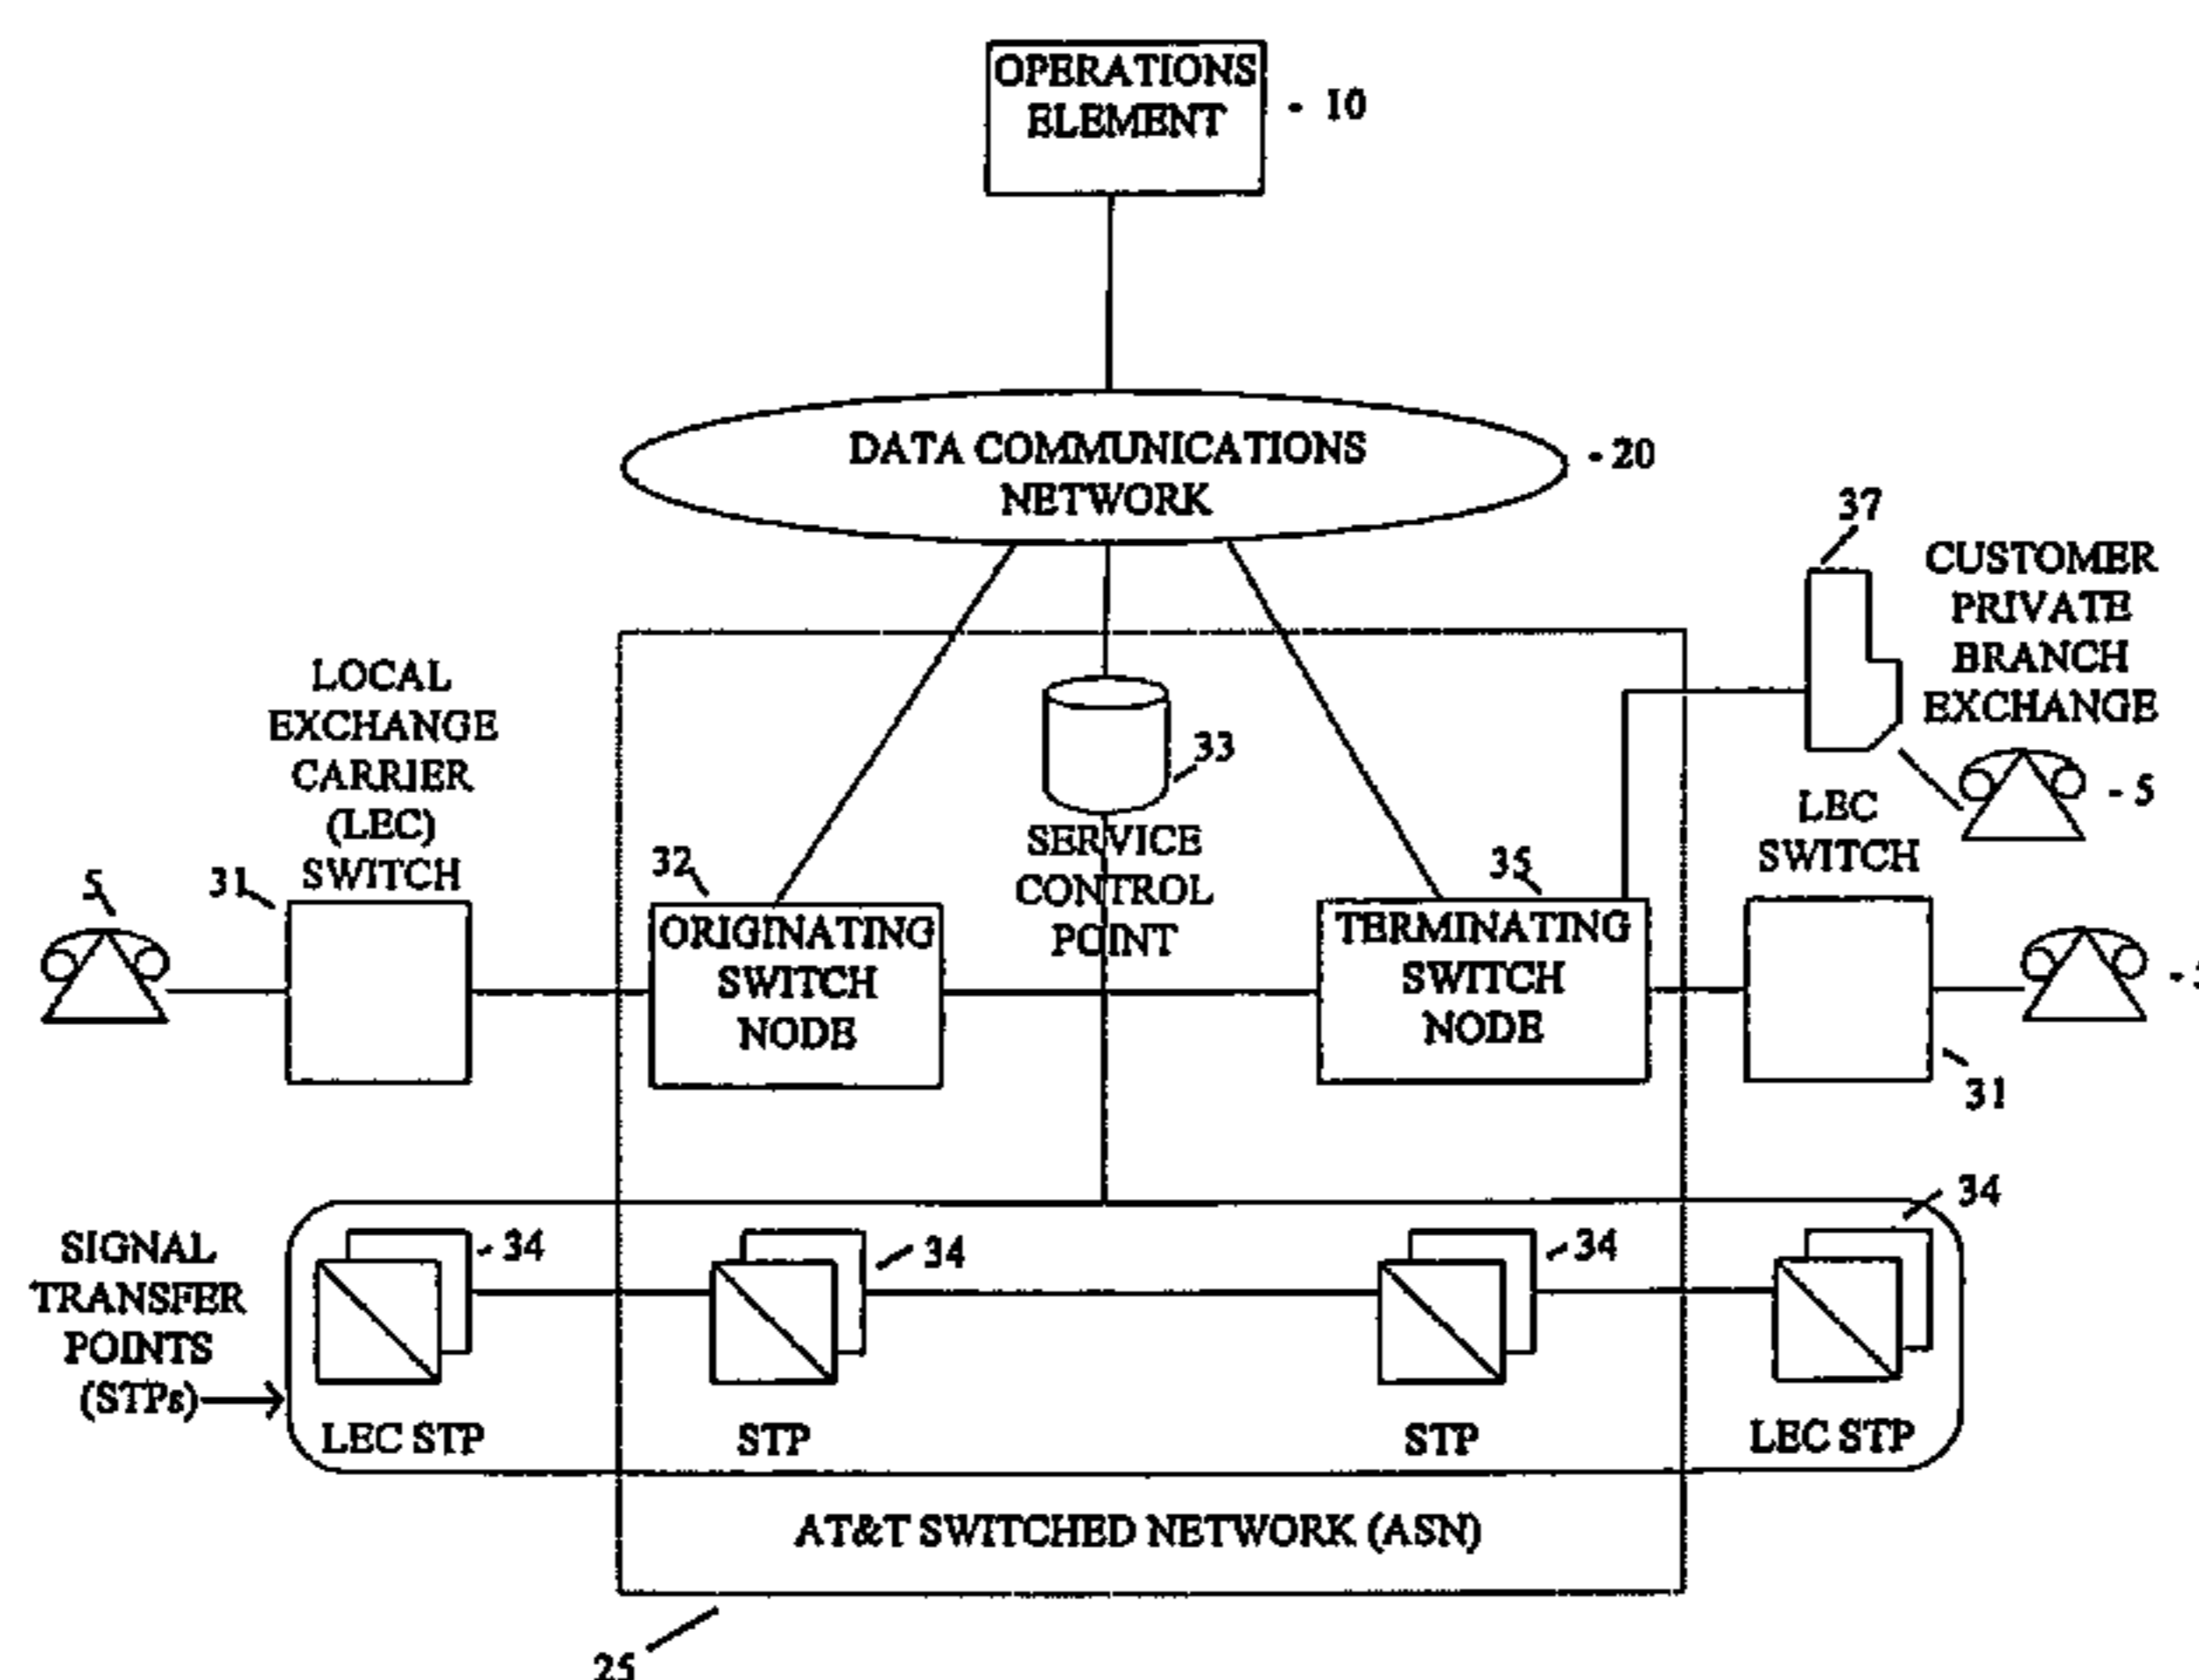 OPERATIONS
ELEMENT
- 10
DATA COMMUNICATIONS
NETWORK
- 20
37
CUSTOMER
PRIVATE
BRANCH
EXCHANGE
- 5
LOCAL
EXCHANGE
CARRIER
(LEC)
SWITCH
5
31
32
33
SERVICE
CONTROL
POINT
35
LEC
SWITCH
ORIGINATING
SWITCH
NODE
TERMINATING
SWITCH
NODE
31
SIGNAL
TRANSFER
POINTS
(STPs)
34
34
34
34
LEC STP
STP
STP
LEC STP
AT&T SWITCHED NETWORK (ASN)
25